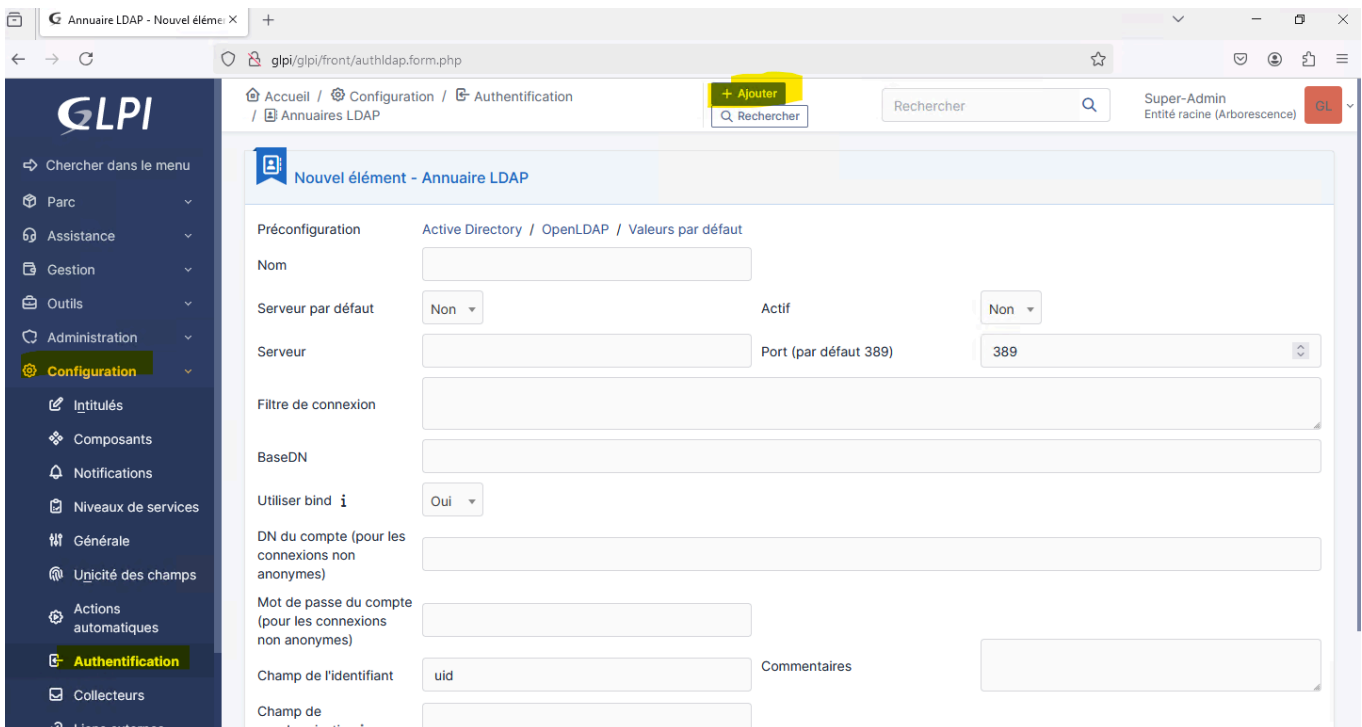 Annuaire LDAP - Nouvel éléme
glpi/glpi/front/authldap.form.php
GLPI
Chercher dans le menu
Parc
Assistance
Gestion
Outils
Administration
Configuration
Intitulés
Composants
Notifications
Niveaux de services
Générale
Unicité des champs
Actions
automatiques
Authentification
Collecteurs
Accueil / Configuration / Authentification
/ Annuaires LDAP
+ Ajouter
Rechercher
Rechercher
Super-Admin
Entité racine (Arborescence)
GL
Nouvel élément - Annuaire LDAP
Préconfiguration Active Directory / OpenLDAP / Valeurs par défaut
Nom
Serveur par défaut Non Actif Non
Serveur Port (par défaut 389) 389
Filtre de connexion
BaseDN
Utiliser bind i Oui
DN du compte (pour les
connexions non
anonymes)
Mot de passe du compte
(pour les connexions
non anonymes)
Champ de l'identifiant uid Commentaires
Champ de